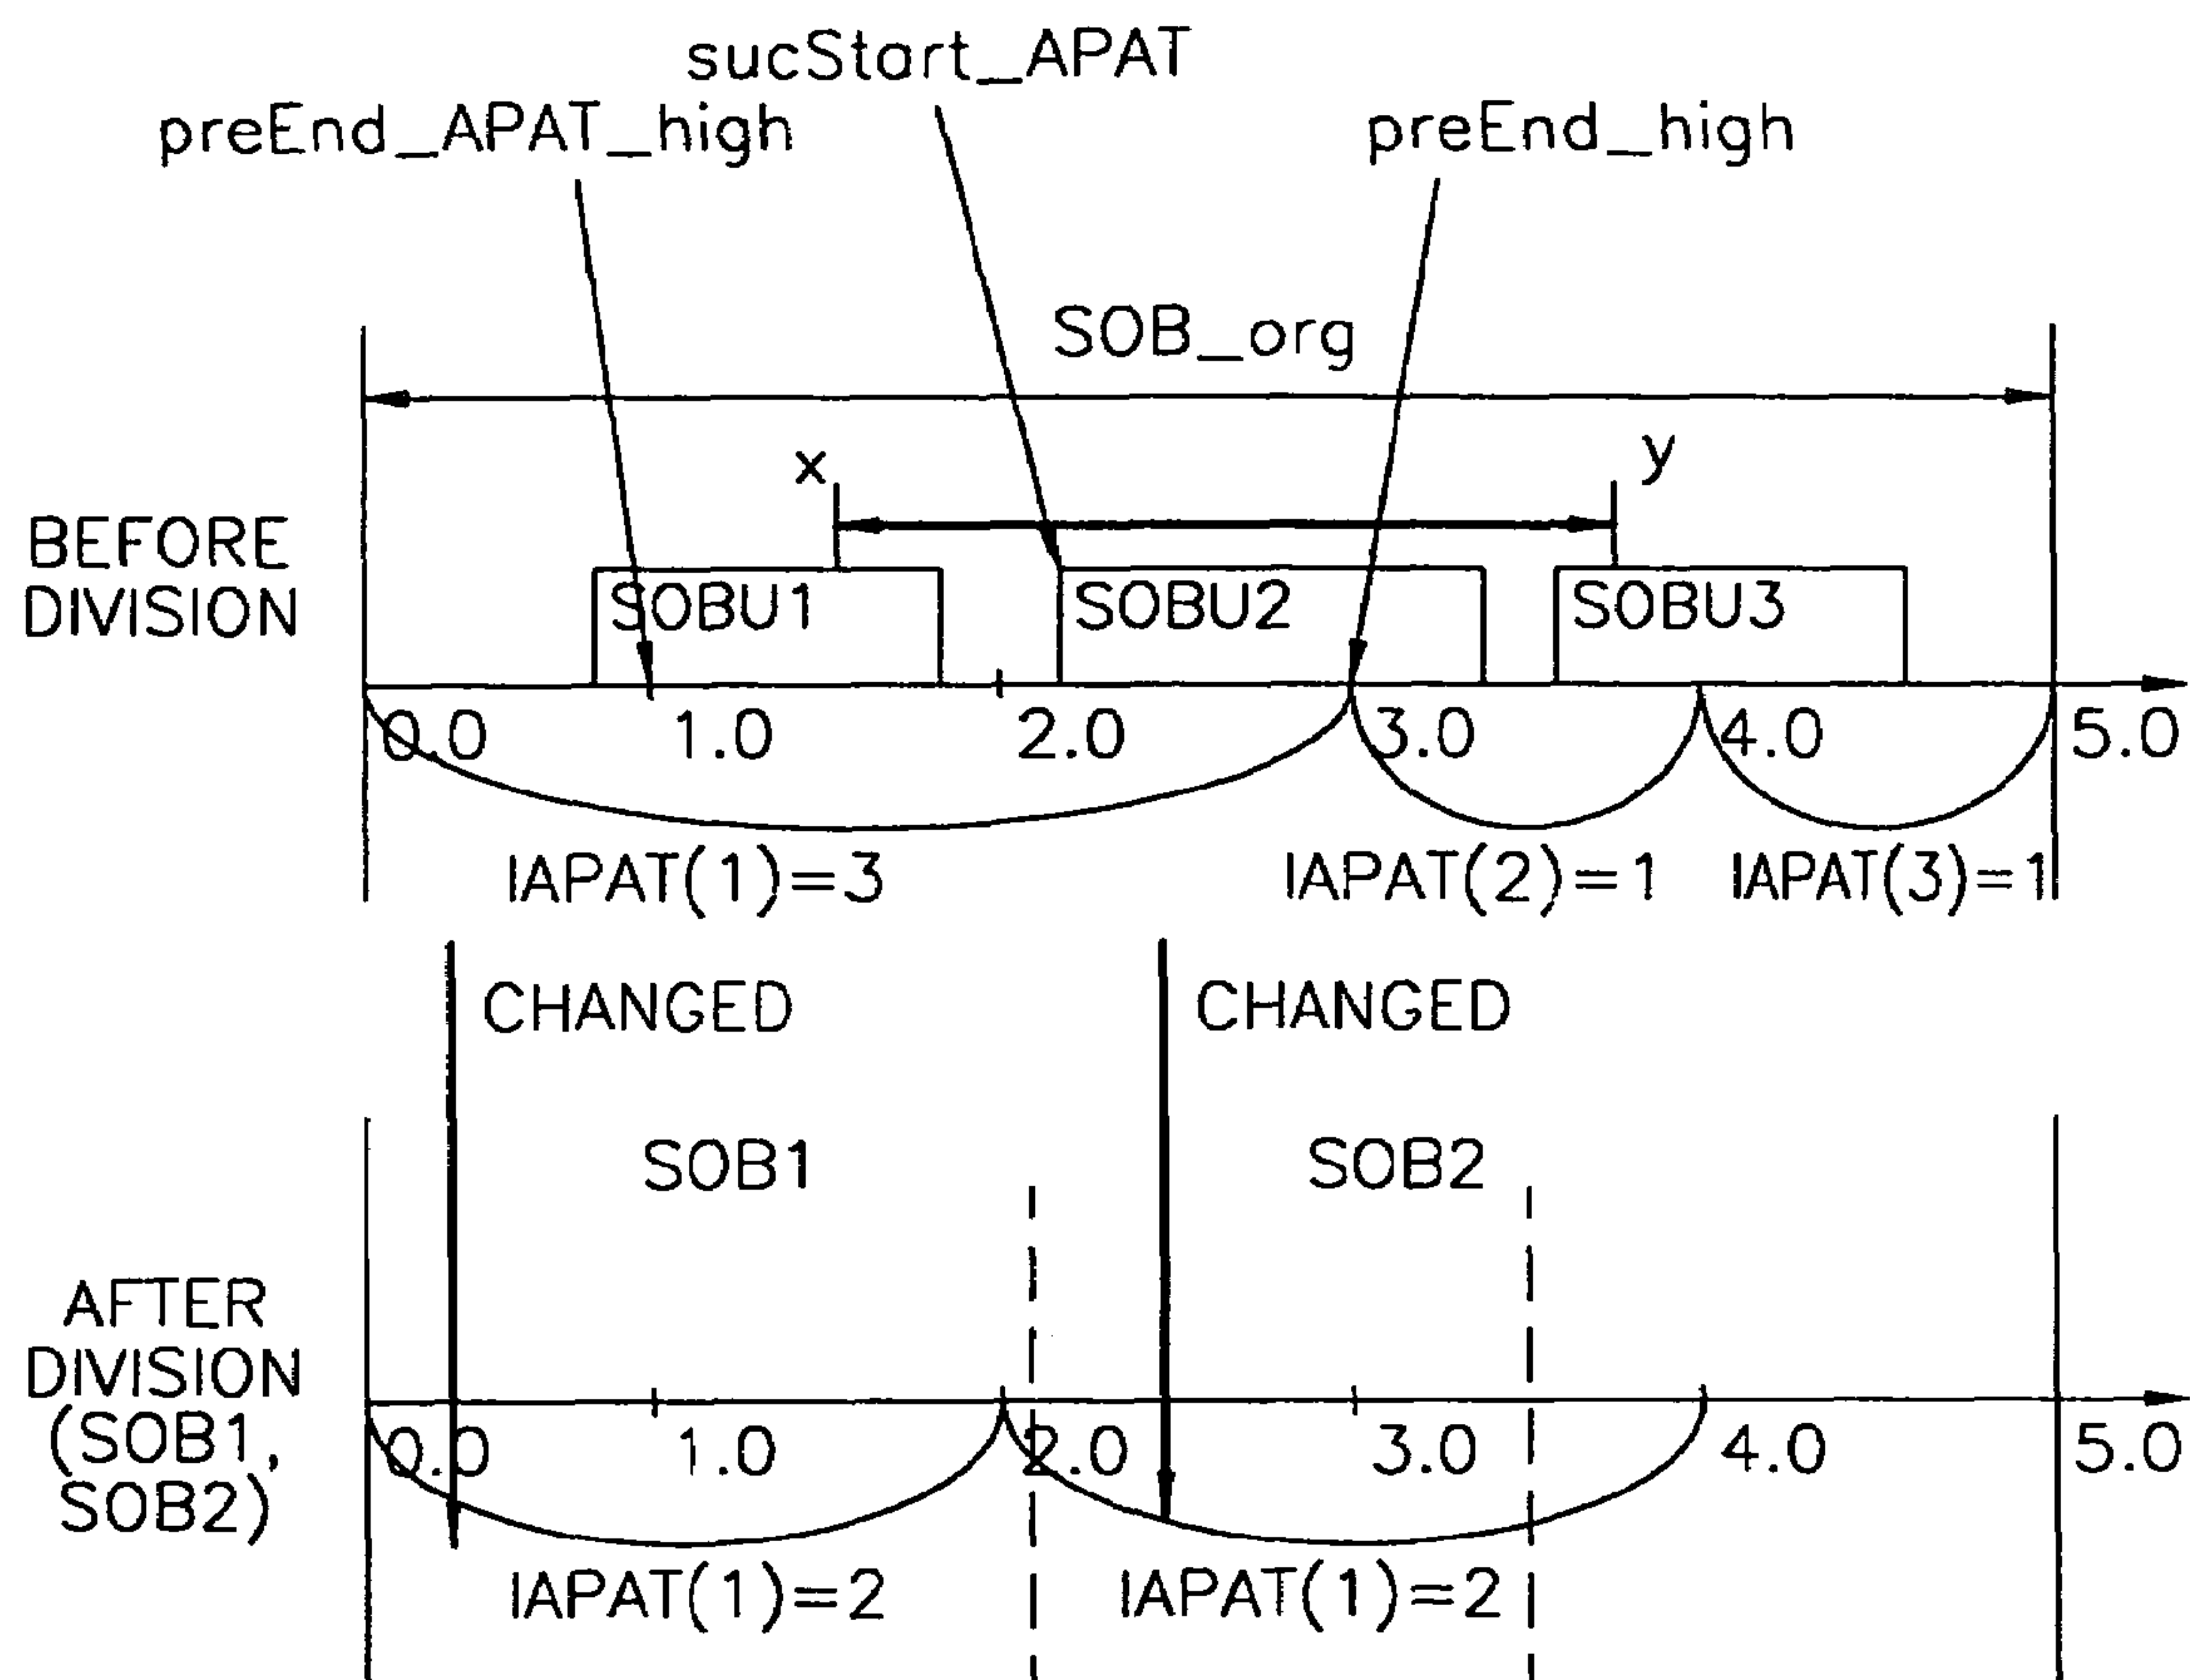 sucStart_APAT
preEnd_APAT_high
preEnd_high
SOB_org
x
y
BEFORE
DIVISION
SOBU1
SOBU2
SOBU3
0.0
1.0
2.0
3.0
4.0
5.0
IAPAT(1)=3
IAPAT(2)=1
IAPAT(3)=1
CHANGED
CHANGED
SOB1
SOB2
AFTER
DIVISION
(SOB1,
SOB2)
0.0
1.0
2.0
3.0
4.0
5.0
IAPAT(1)=2
IAPAT(1)=2